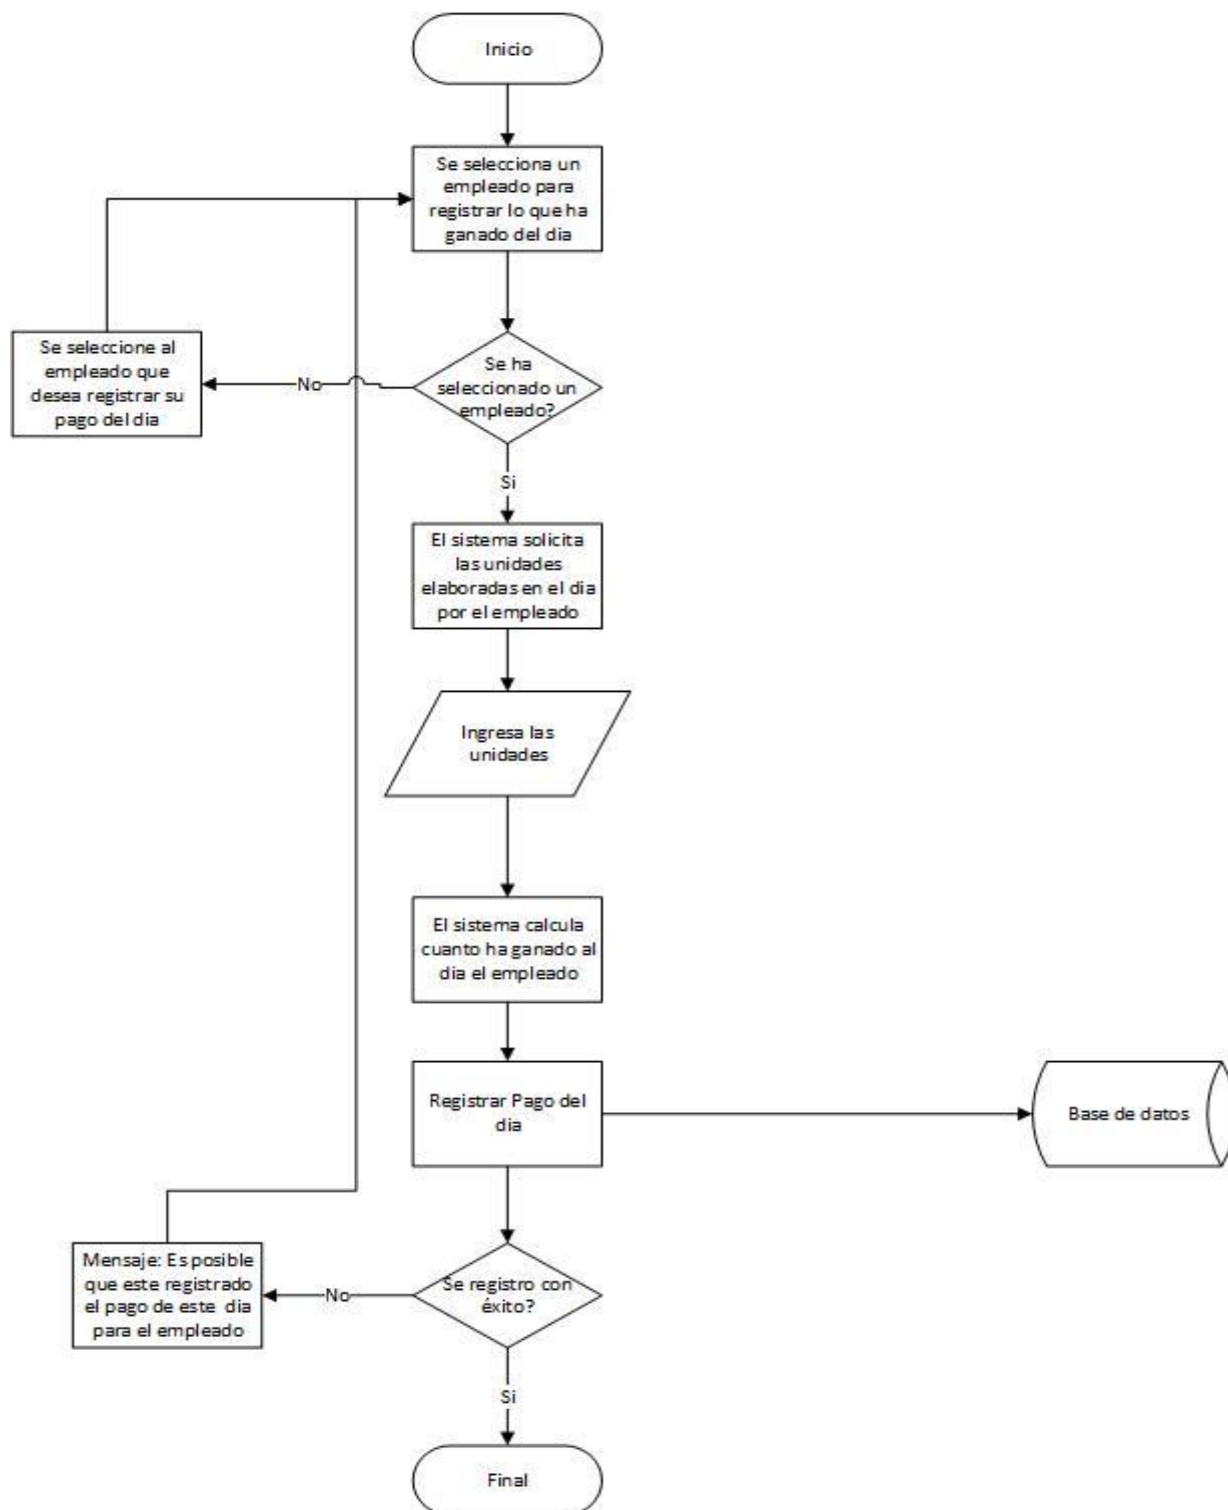 Inicio
Se selecciona un
empleado para
registrar lo que ha
ganado del dia
Se seleccione al
empleado que
desea registrar su
pago del dia
No
Se ha
seleccionado un
empleado?
Si
El sistema solicita
las unidades
elaboradas en el dia
por el empleado
Ingresa las
unidades
El sistema calcula
cuanto ha ganado al
dia el empleado
Registrar Pago del
dia
Base de datos
Mensaje: Es posible
que este registrado
el pago de este dia
para el empleado
No
Se registro con
éxito?
Si
Final